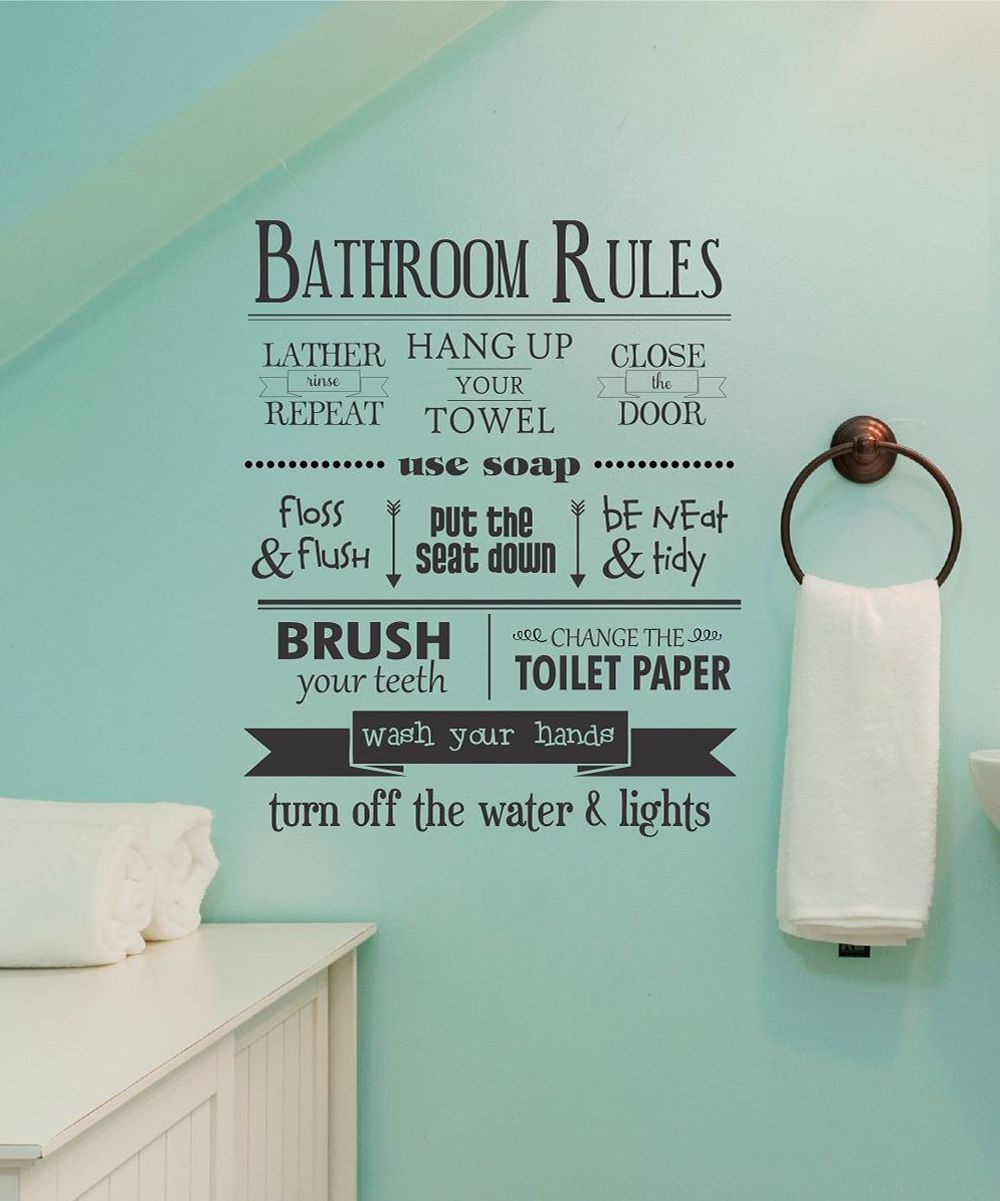 BATHROOM RULES
LATHER
rinse
REPEAT
HANG UP
YOUR
TOWEL
CLOSE
the
DOOR
use soap
floss
& flush
PUt the
Seat down
bE NEat
& tidy
BRUSH
your teeth
CHANGE THE
TOILET PAPER
wash your hands
turn off the water & lights